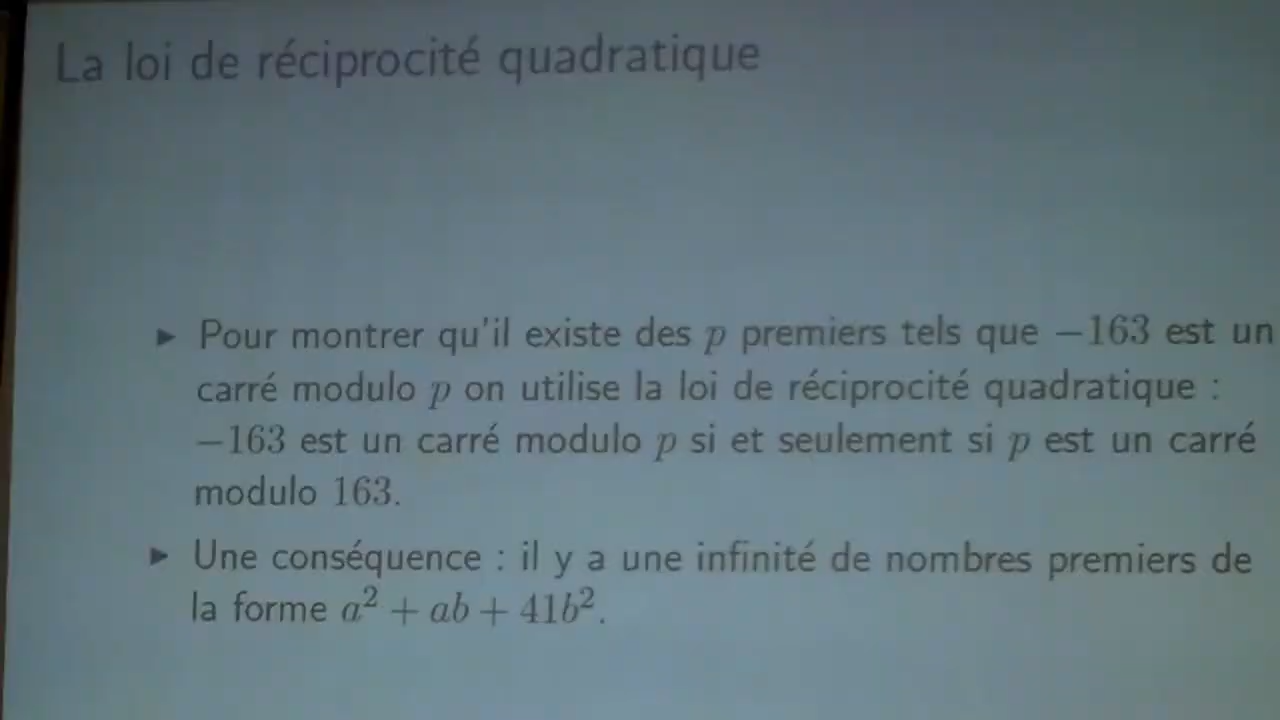 La loi de réciprocité quadratique
▶ Pour montrer qu'il existe des p premiers tels que −163 est un
carré modulo p on utilise la loi de réciprocité quadratique :
−163 est un carré modulo p si et seulement si p est un carré
modulo 163.
▶ Une conséquence : il y a une infinité de nombres premiers de
la forme a² + ab + 41b².